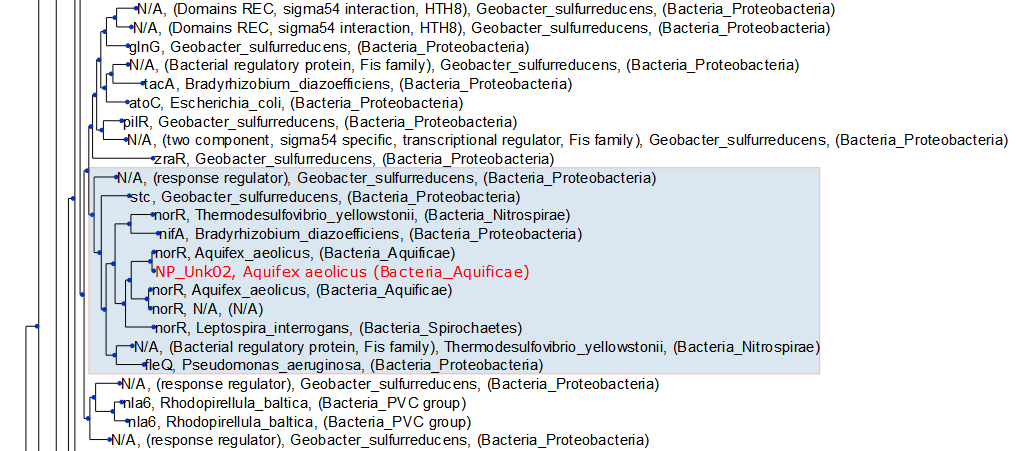 N/A, (Domains REC, sigma54 interaction, HTH8), Geobacter_sulfurreducens, (Bacteria_Proteobacteria)
N/A, (Domains REC, sigma54 interaction, HTH8), Geobacter_sulfurreducens, (Bacteria_Proteobacteria)
glnG, Geobacter_sulfurreducens, (Bacteria_Proteobacteria)
N/A, (Bacterial regulatory protein, Fis family), Geobacter_sulfurreducens, (Bacteria_Proteobacteria)
tacA, Bradyrhizobium_diazoefficiens, (Bacteria_Proteobacteria)
atoC, Escherichia_coli, (Bacteria_Proteobacteria)
pilR, Geobacter_sulfurreducens, (Bacteria_Proteobacteria)
N/A, (two component, sigma54 specific, transcriptional regulator, Fis family), Geobacter_sulfurreducens, (Bacteria_Proteobacteria)
zraR, Geobacter_sulfurreducens, (Bacteria_Proteobacteria)
N/A, (response regulator), Geobacter_sulfurreducens, (Bacteria_Proteobacteria)
stc, Geobacter_sulfurreducens, (Bacteria_Proteobacteria)
norR, Thermodesulfovibrio_yellowstonii, (Bacteria_Nitrospirae)
nifA, Bradyrhizobium_diazoefficiens, (Bacteria_Proteobacteria)
norR, Aquifex_aeolicus, (Bacteria_Aquificae)
NP_Unk02, Aquifex aeolicus (Bacteria_Aquificae)
norR, Aquifex_aeolicus, (Bacteria_Aquificae)
norR, N/A, (N/A)
norR, Leptospira_interrogans, (Bacteria_Spirochaetes)
N/A, (Bacterial regulatory protein, Fis family), Thermodesulfovibrio_yellowstonii, (Bacteria_Nitrospirae)
fleQ, Pseudomonas_aeruginosa, (Bacteria_Proteobacteria)
N/A, (response regulator), Geobacter_sulfurreducens, (Bacteria_Proteobacteria)
nla6, Rhodopirellula_baltica, (Bacteria_PVC group)
nla6, Rhodopirellula_baltica, (Bacteria_PVC group)
N/A, (response regulator), Geobacter_sulfurreducens, (Bacteria_Proteobacteria)